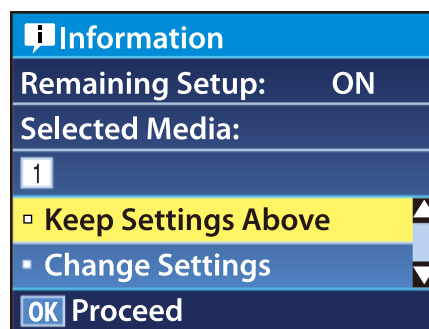 Information
Remaining Setup: ON
Selected Media:
1
Keep Settings Above
Change Settings
OK Proceed